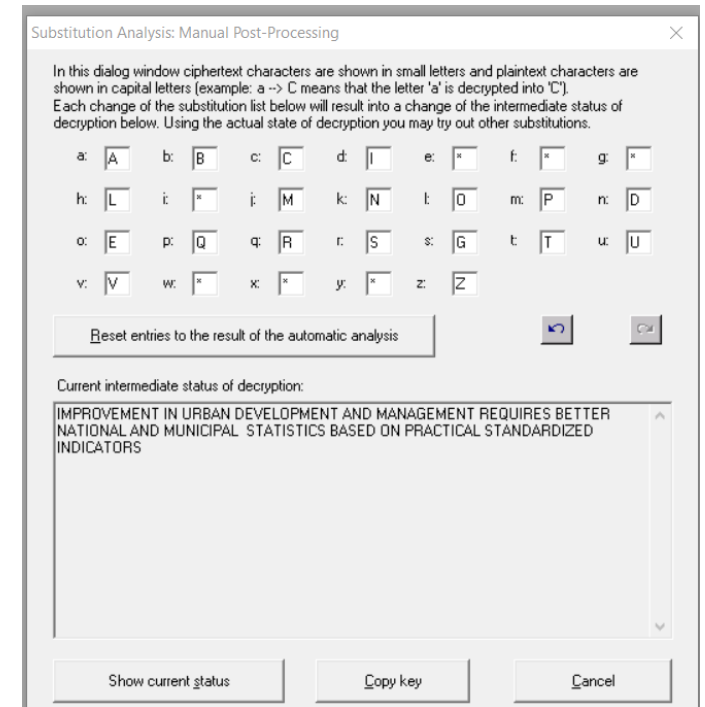 Substitution Analysis: Manual Post-Processing
In this dialog window ciphertext characters are shown in small letters and plaintext characters are
shown in capital letters (example: a --> C means that the letter 'a' is decrypted into 'C').
Each change of the substitution list below will result into a change of the intermediate status of
decryption below. Using the actual state of decryption you may try out other substitutions.
a: A b: B c: C d: I e: * f: * g: *
h: L i: * j: M k: N l: O m: P n: D
o: E p: Q q: R r: S s: G t: T u: U
v: V w: * x: * y: * z: Z
Reset entries to the result of the automatic analysis
Current intermediate status of decryption:
IMPROVEMENT IN URBAN DEVELOPMENT AND MANAGEMENT REQUIRES BETTER
NATIONAL AND MUNICIPAL  STATISTICS BASED ON PRACTICAL STANDARDIZED
INDICATORS
Show current status Copy key Cancel